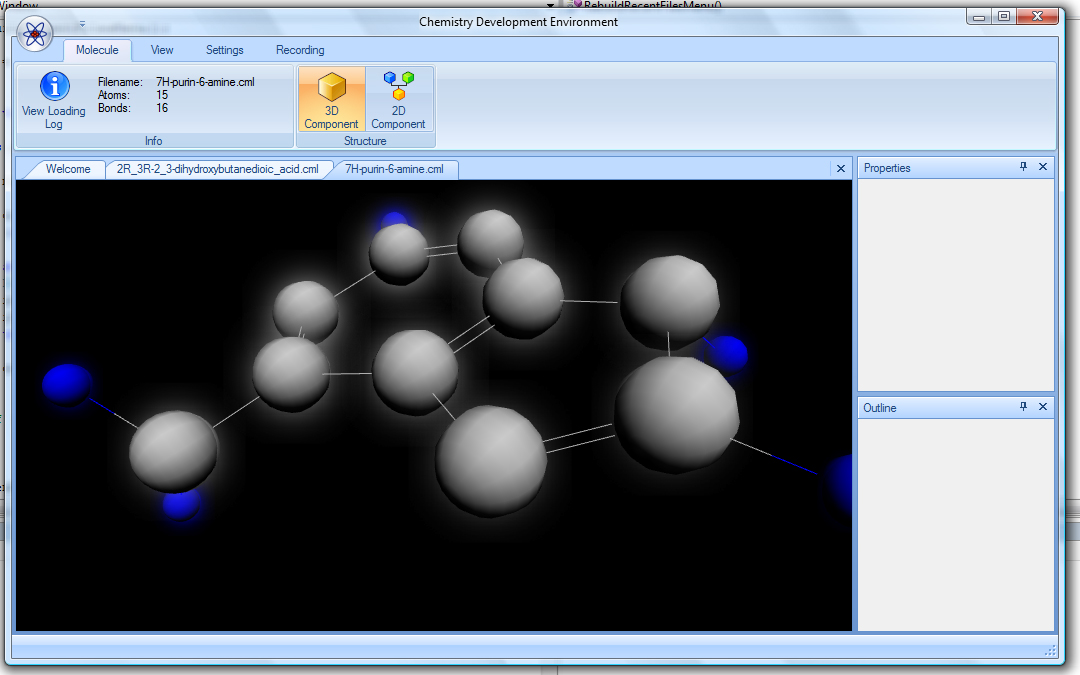 Window
RebuildRecentFilesMenu()
Chemistry Development Environment
Molecule View Settings Recording
View Loading Log
Filename: 7H-purin-6-amine.cml
Atoms: 15
Bonds: 16
Info
3D Component
2D Component
Structure
Welcome 2R_3R-2_3-dihydroxybutanedioic_acid.cml 7H-purin-6-amine.cml
Properties
Outline